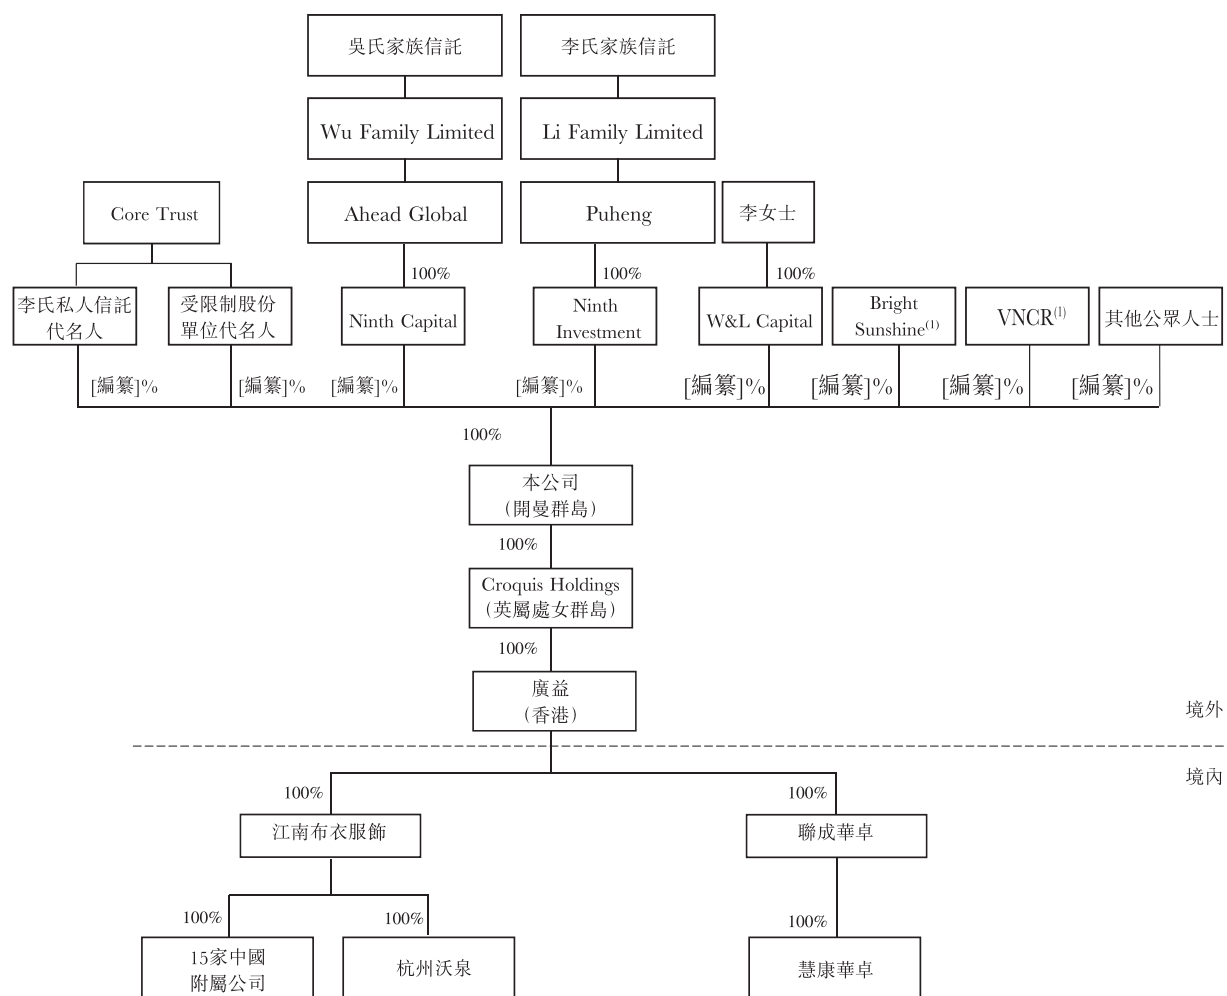 吳氏家族信託
李氏家族信託
Wu Family Limited
Li Family Limited
Core Trust
Ahead Global
Puheng
李女士
100%
100%
100%
李氏私人信託
代名人
受限制股份
單位代名人
Ninth Capital
Ninth
Investment
W&L Capital
Bright
Sunshine(1)
VNCR(1)
其他公眾人士
[編纂]%
[編纂]%
[編纂]%
[編纂]%
[編纂]%
[編纂]%
[編纂]%
[編纂]%
100%
本公司
(開曼群島)
100%
Croquis Holdings
(英屬處女群島)
100%
廣益
(香港)
境外
境內
100%
100%
江南布衣服飾
聯成華卓
100%
100%
100%
15家中國
附屬公司
杭州沃泉
慧康華卓